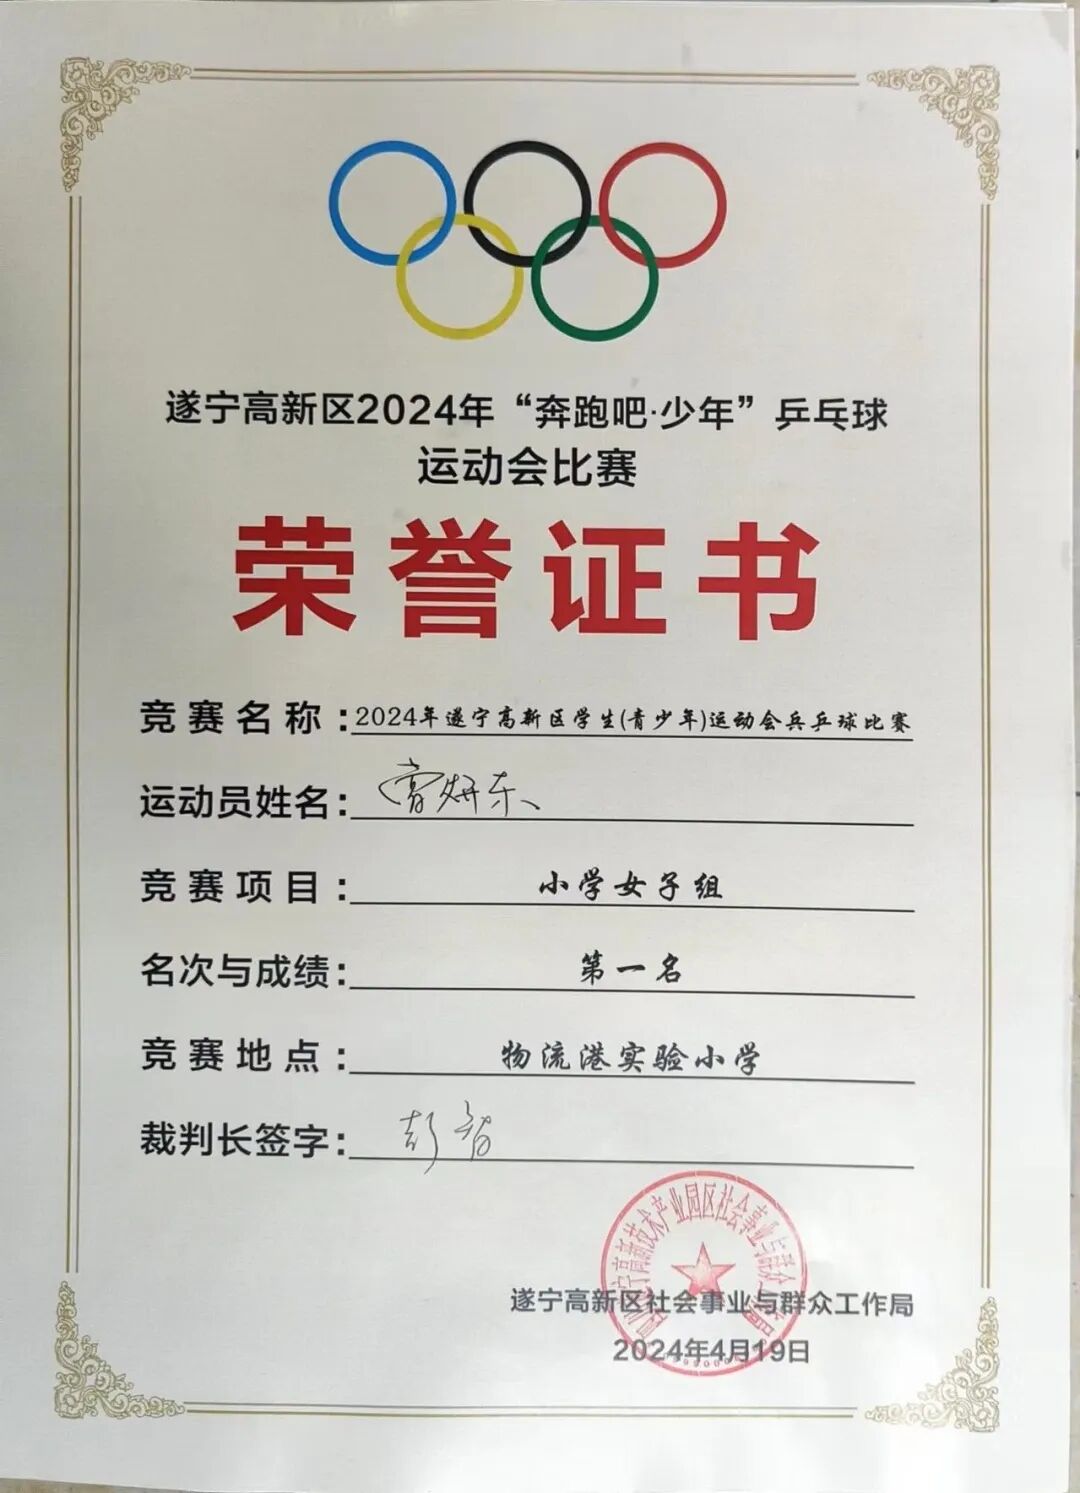 遂宁高新区2024年“奔跑吧·少年”乒乓球
运动会比赛
荣誉证书
竞赛名称:2024年遂宁高新区学生(青少年)运动会兵乒球比赛
运动员姓名:
竞赛项目:小学女子组
名次与成绩:第一名
竞赛地点:物流港实验小学
裁判长签字:彭智
遂宁高新区社会事业与群众工作局
2024年4月19日